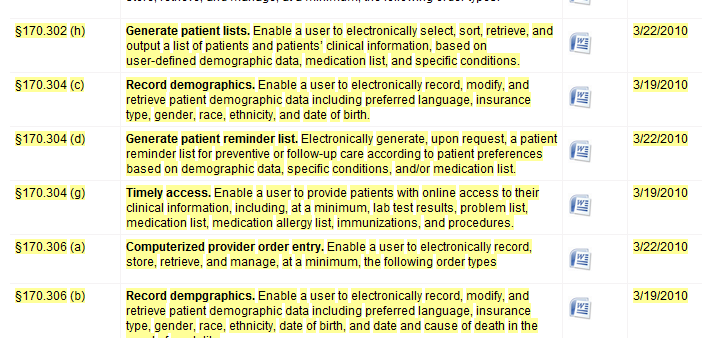 store, retrieve, and manage, at a minimum, the following order types.
§170.302 (h) Generate patient lists. Enable a user to electronically select, sort, retrieve, and 3/22/2010
output a list of patients and patients' clinical information, based on
user-defined demographic data, medication list, and specific conditions.
§170.304 (c) Record demographics. Enable a user to electronically record, modify, and 3/19/2010
retrieve patient demographic data including preferred language, insurance
type, gender, race, ethnicity, and date of birth.
§170.304 (d) Generate patient reminder list. Electronically generate, upon request, a patient 3/22/2010
reminder list for preventive or follow-up care according to patient preferences
based on demographic data, specific conditions, and/or medication list.
§170.304 (g) Timely access. Enable a user to provide patients with online access to their 3/19/2010
clinical information, including, at a minimum, lab test results, problem list,
medication list, medication allergy list, immunizations, and procedures.
§170.306 (a) Computerized provider order entry. Enable a user to electronically record, 3/22/2010
store, retrieve, and manage, at a minimum, the following order types
§170.306 (b) Record dempgraphics. Enable a user to electronically record, modify, and 3/19/2010
retrieve patient demographic data including preferred language, insurance
type, gender, race, ethnicity, date of birth, and date and cause of death in the